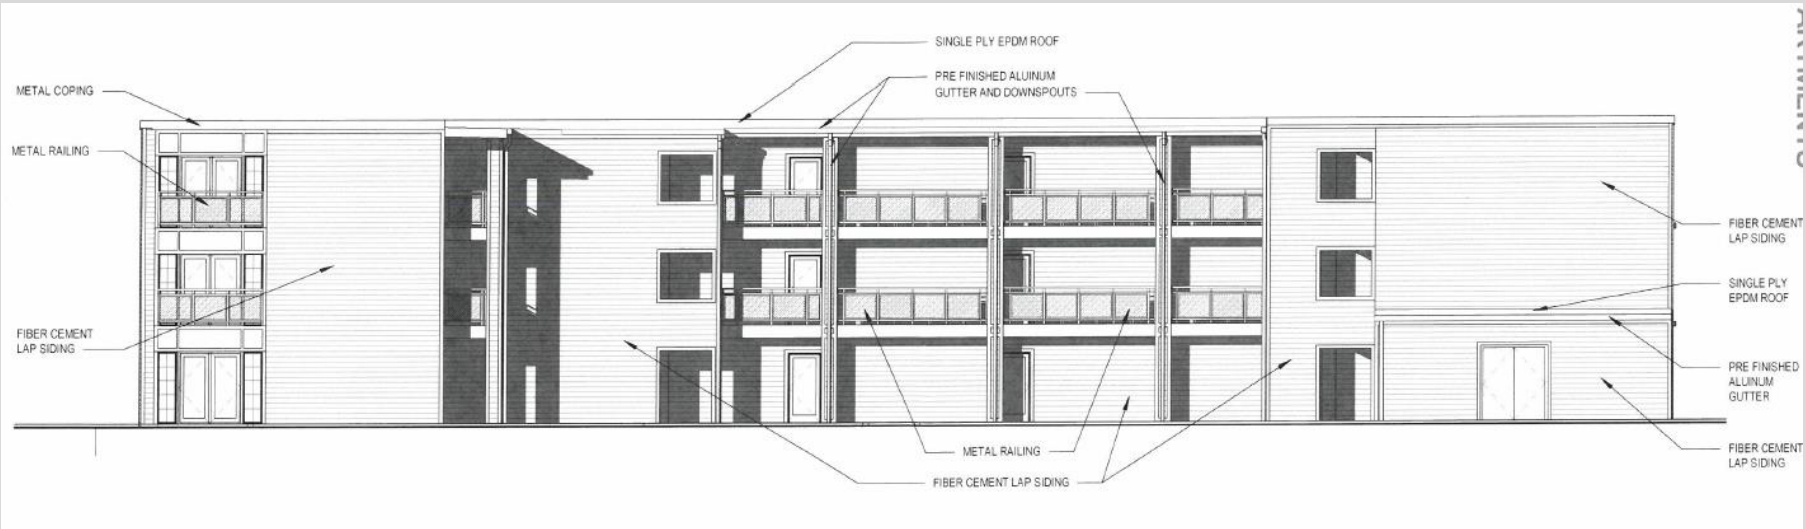 SINGLE PLY EPDM ROOF
PRE FINISHED ALUINUM
GUTTER AND DOWNSPOUTS
METAL COPING
METAL RAILING
FIBER CEMENT
LAP SIDING
FIBER CEMENT
LAP SIDING
SINGLE PLY
EPDM ROOF
PRE FINISHED
ALUINUM
GUTTER
FIBER CEMENT
LAP SIDING
METAL RAILING
FIBER CEMENT LAP SIDING